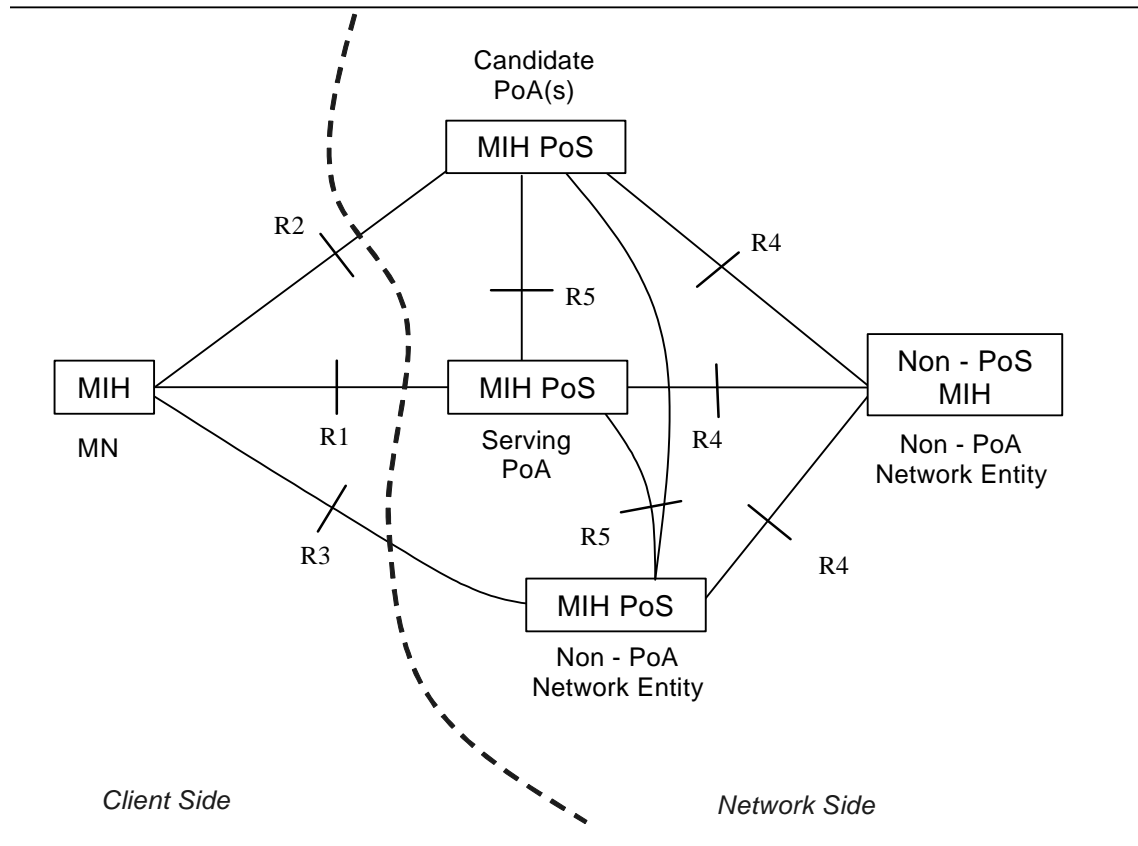 Candidate
PoA(s)
MIH PoS
R2
R4
R5
MIH
MN
R1
MIH PoS
Serving
PoA
R4
Non - PoS
MIH
Non - PoA
Network Entity
R3
R5
R4
MIH PoS
Non - PoA
Network Entity
Client Side
Network Side